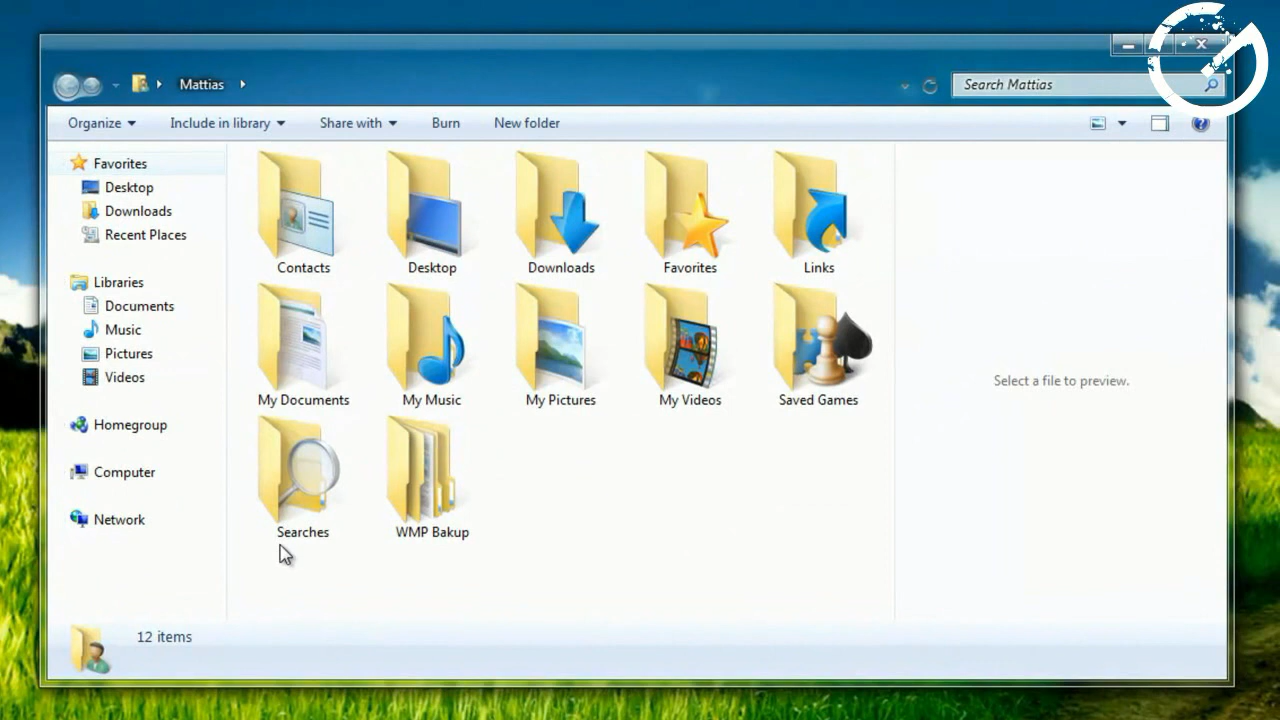 Mattias
Search Mattias
Organize
Include in library
Share with
Burn
New folder
Favorites
Desktop
Downloads
Recent Places
Libraries
Documents
Music
Pictures
Videos
Homegroup
Computer
Network
Contacts
Desktop
Downloads
Favorites
Links
My Documents
My Music
My Pictures
My Videos
Saved Games
Searches
WMP Bakup
Select a file to preview.
12 items